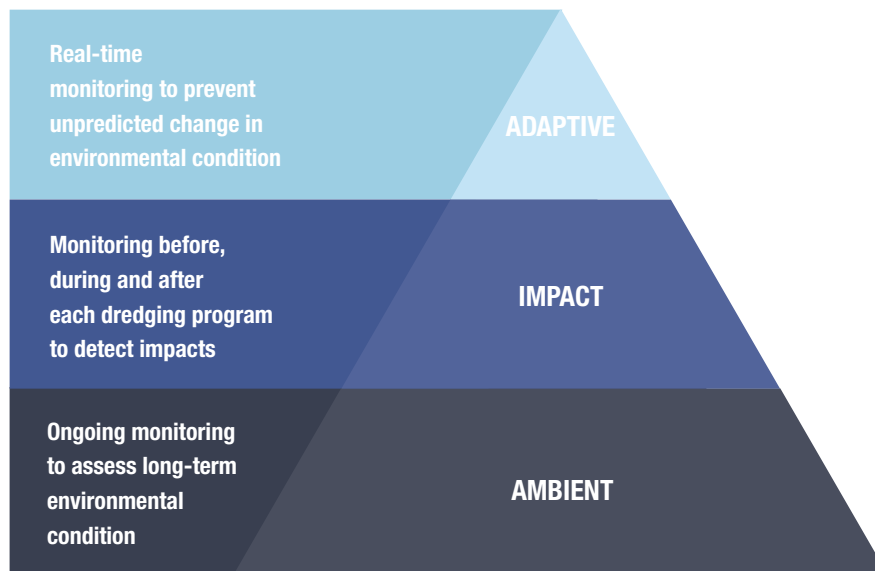 Real-time
monitoring to prevent
unpredicted change in
environmental condition
ADAPTIVE
Monitoring before,
during and after
each dredging program
to detect impacts
IMPACT
Ongoing monitoring
to assess long-term
environmental
condition
AMBIENT